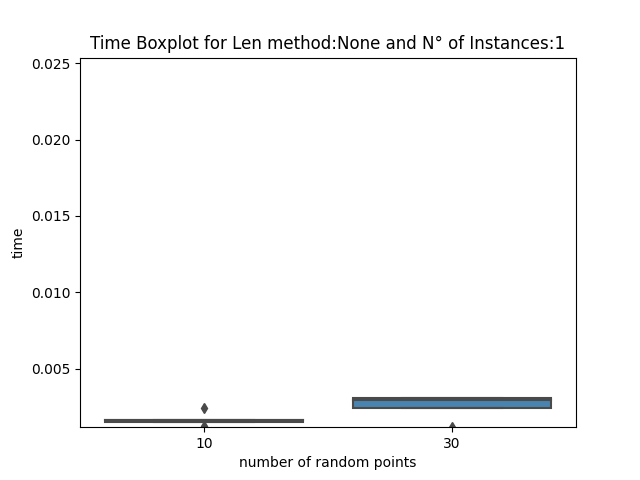 Time Boxplot for Len method:None and N° of Instances:1
0.025
0.020
0.015
0.010
0.005
time
10
30
number of random points